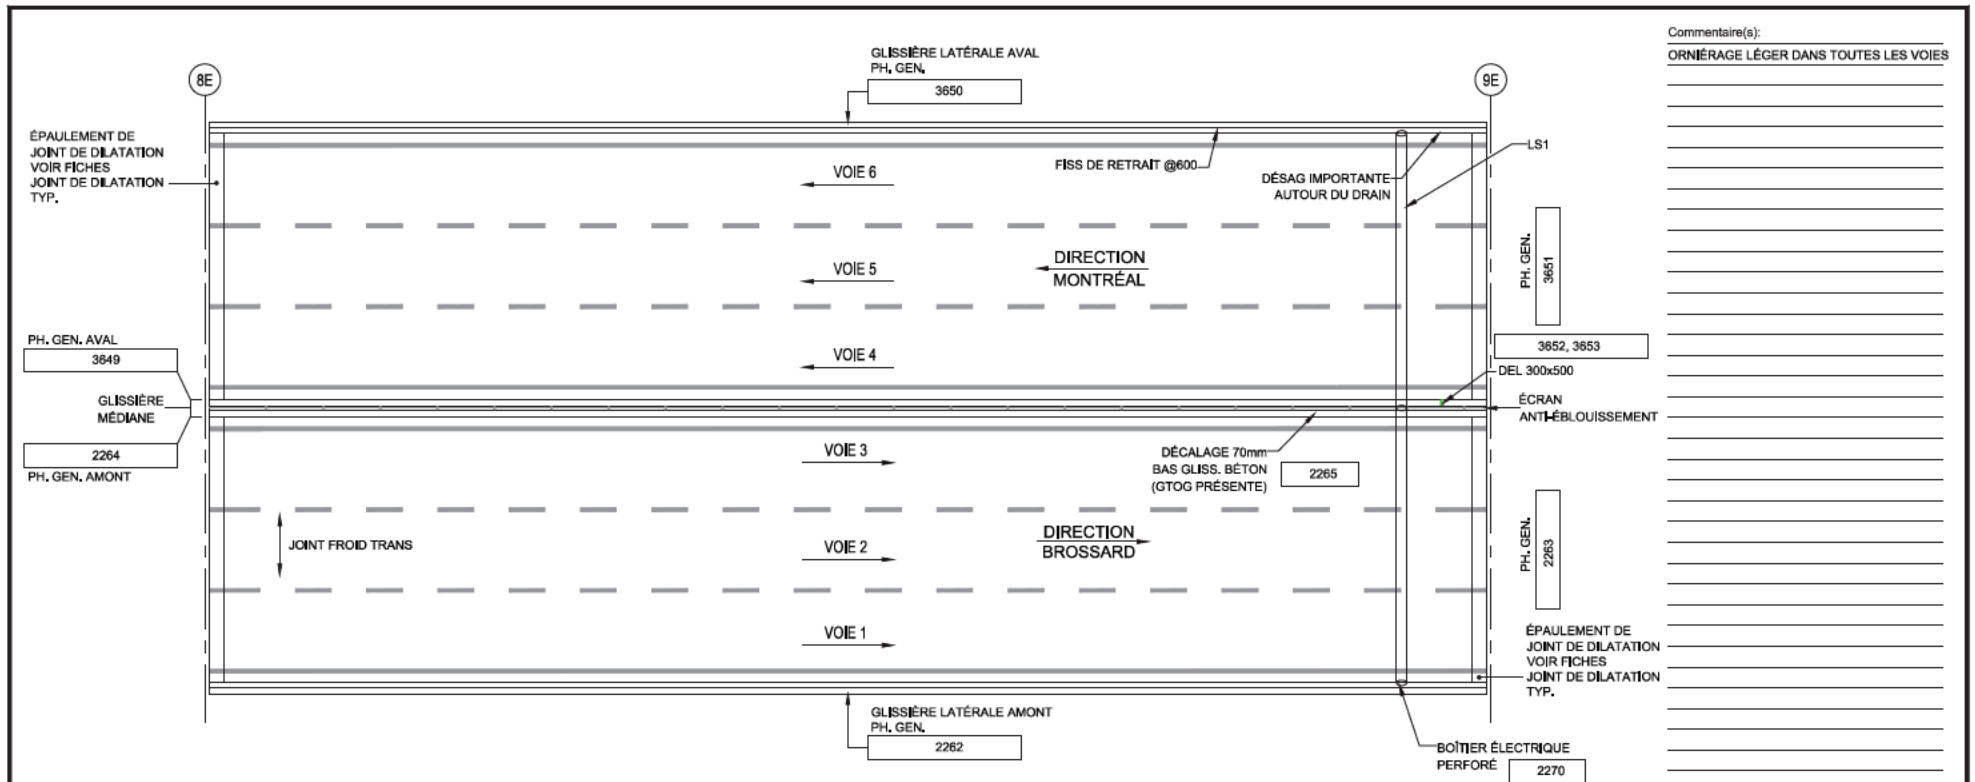 Commentaire(s):
ORNIÉRAGE LÉGER DANS TOUTES LES VOIES
GLISSIÈRE LATÉRALE AVAL
PH. GEN.
3650
8E
9E
ÉPAULEMENT DE
JOINT DE DILATATION
VOIR FICHES
JOINT DE DILATATION
TYP.
LS1
FISS DE RETRAIT @600
VOIE 6
DÉSAG IMPORTANTE
AUTOUR DU DRAIN
PH. GEN.
3651
DIRECTION
MONTRÉAL
VOIE 5
PH. GEN. AVAL
3649
VOIE 4
3652, 3653
DEL 300x500
GLISSIÈRE
MÉDIANE
ÉCRAN
ANTI-ÉBLOUISSEMENT
2264
PH. GEN. AMONT
VOIE 3
DÉCALAGE 70mm
BAS GLISS. BÉTON
(GTOG PRÉSENTE)
2265
PH. GEN.
2263
JOINT FROID TRANS
VOIE 2
DIRECTION
BROSSARD
VOIE 1
ÉPAULEMENT DE
JOINT DE DILATATION
VOIR FICHES
JOINT DE DILATATION
TYP.
GLISSIÈRE LATÉRALE AMONT
PH. GEN.
2262
BOÎTIER ÉLECTRIQUE
PERFORÉ
2270